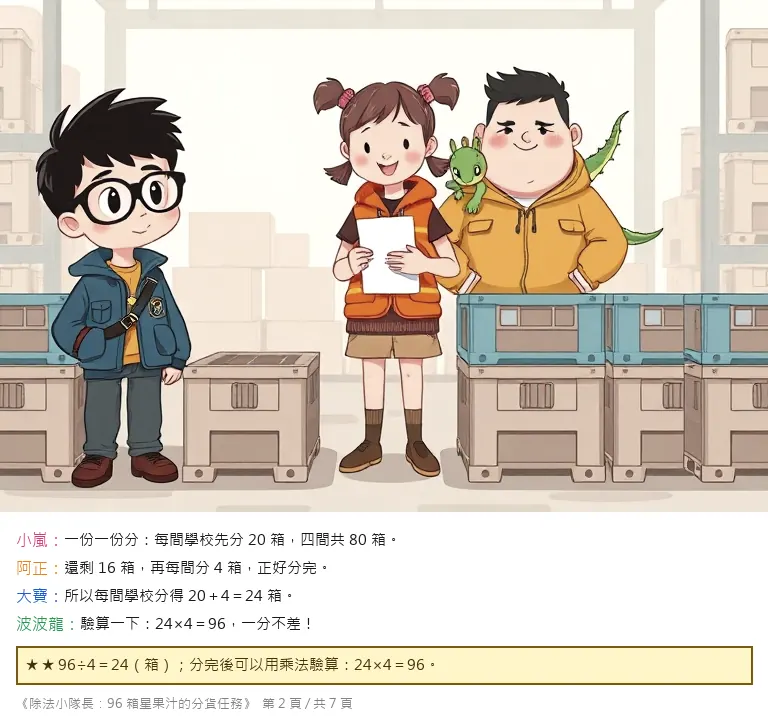 小嵐：一份一份分：每間學校先分 20 箱，四間共 80 箱。
阿正：還剩 16 箱，再每間分 4 箱，正好分完。
大寶：所以每間學校分得 20＋4＝24 箱。
波波龍：驗算一下：24×4＝96，一分不差！
★★ 96÷4＝24（箱）；分完後可以用乘法驗算：24×4＝96。
《除法小隊長：96 箱星果汁的分貨任務》 第 2 頁 / 共 7 頁